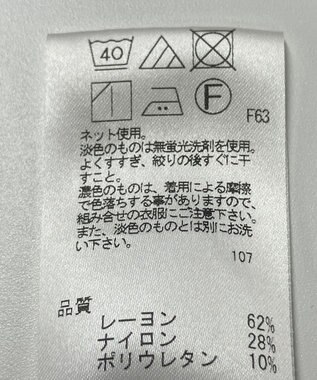 40
F
F63
ネット使用。
淡色のものは無蛍光洗剤を使用。
よくすすぎ、絞りの後すぐに干
すこと。
濃色のものは、着用による摩擦
で色落ちする事がありますので、
組み合せの衣服にご注意下さい。
また、淡色のものとは別にお洗
い下さい。
107
品質
レーヨン 62%
ナイロン 28%
ポリウレタン 10%